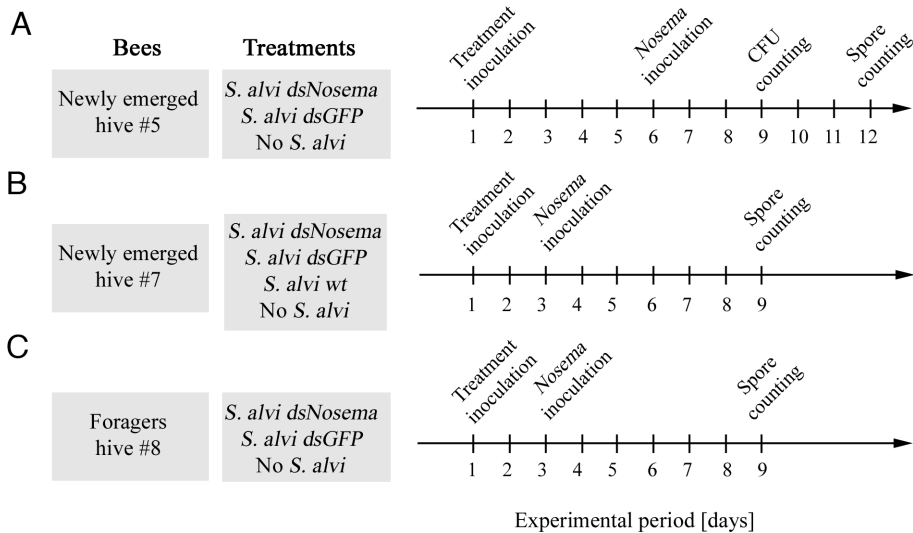 A
Bees
Treatments
Newly emerged
hive #5
S. alvi dsNosema
S. alvi dsGFP
No S. alvi
Treatment
inoculation
Nosema
inoculation
CFU
counting
Spore
counting
1 2 3 4 5 6 7 8 9 10 11 12
B
Newly emerged
hive #7
S. alvi dsNosema
S. alvi dsGFP
S. alvi wt
No S. alvi
Treatment
inoculation
Nosema
inoculation
Spore
counting
1 2 3 4 5 6 7 8 9
C
Foragers
hive #8
S. alvi dsNosema
S. alvi dsGFP
No S. alvi
Treatment
inoculation
Nosema
inoculation
Spore
counting
1 2 3 4 5 6 7 8 9
Experimental period [days]